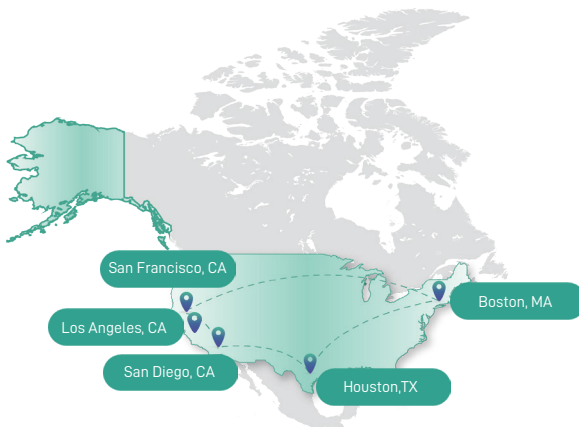 San Francisco, CA
Los Angeles, CA
San Diego, CA
Boston, MA
Houston,TX